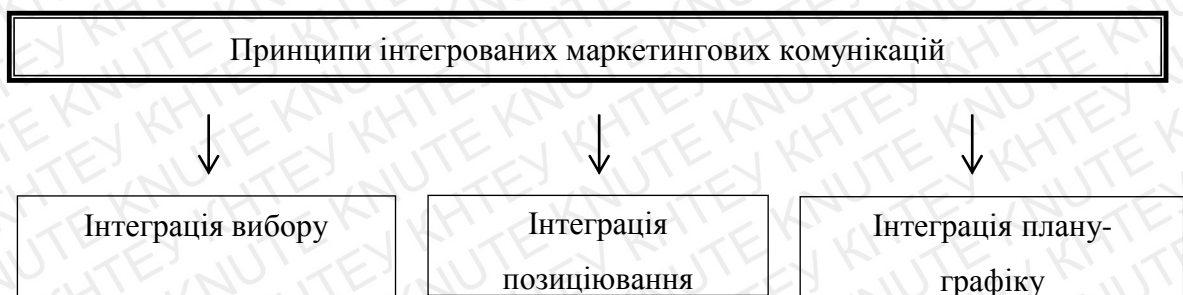 Принципи інтегрованих маркетингових комунікацій
Інтеграція вибору
Інтеграція
позиціювання
Інтеграція плану-
графіку